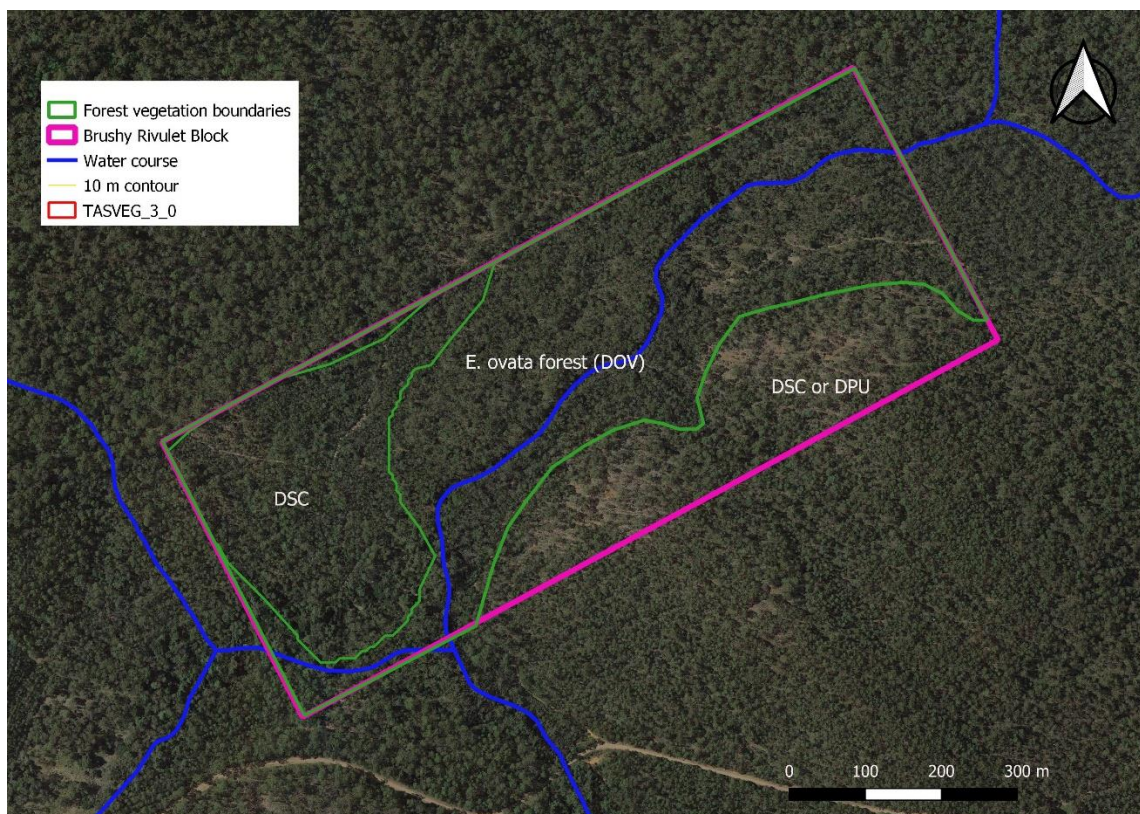 Forest vegetation boundaries
Brushy Rivulet Block
Water course
10 m contour
TASVEG_3_0
E. ovata forest (DOV)
DSC or DPU
DSC
0 100 200 300 m